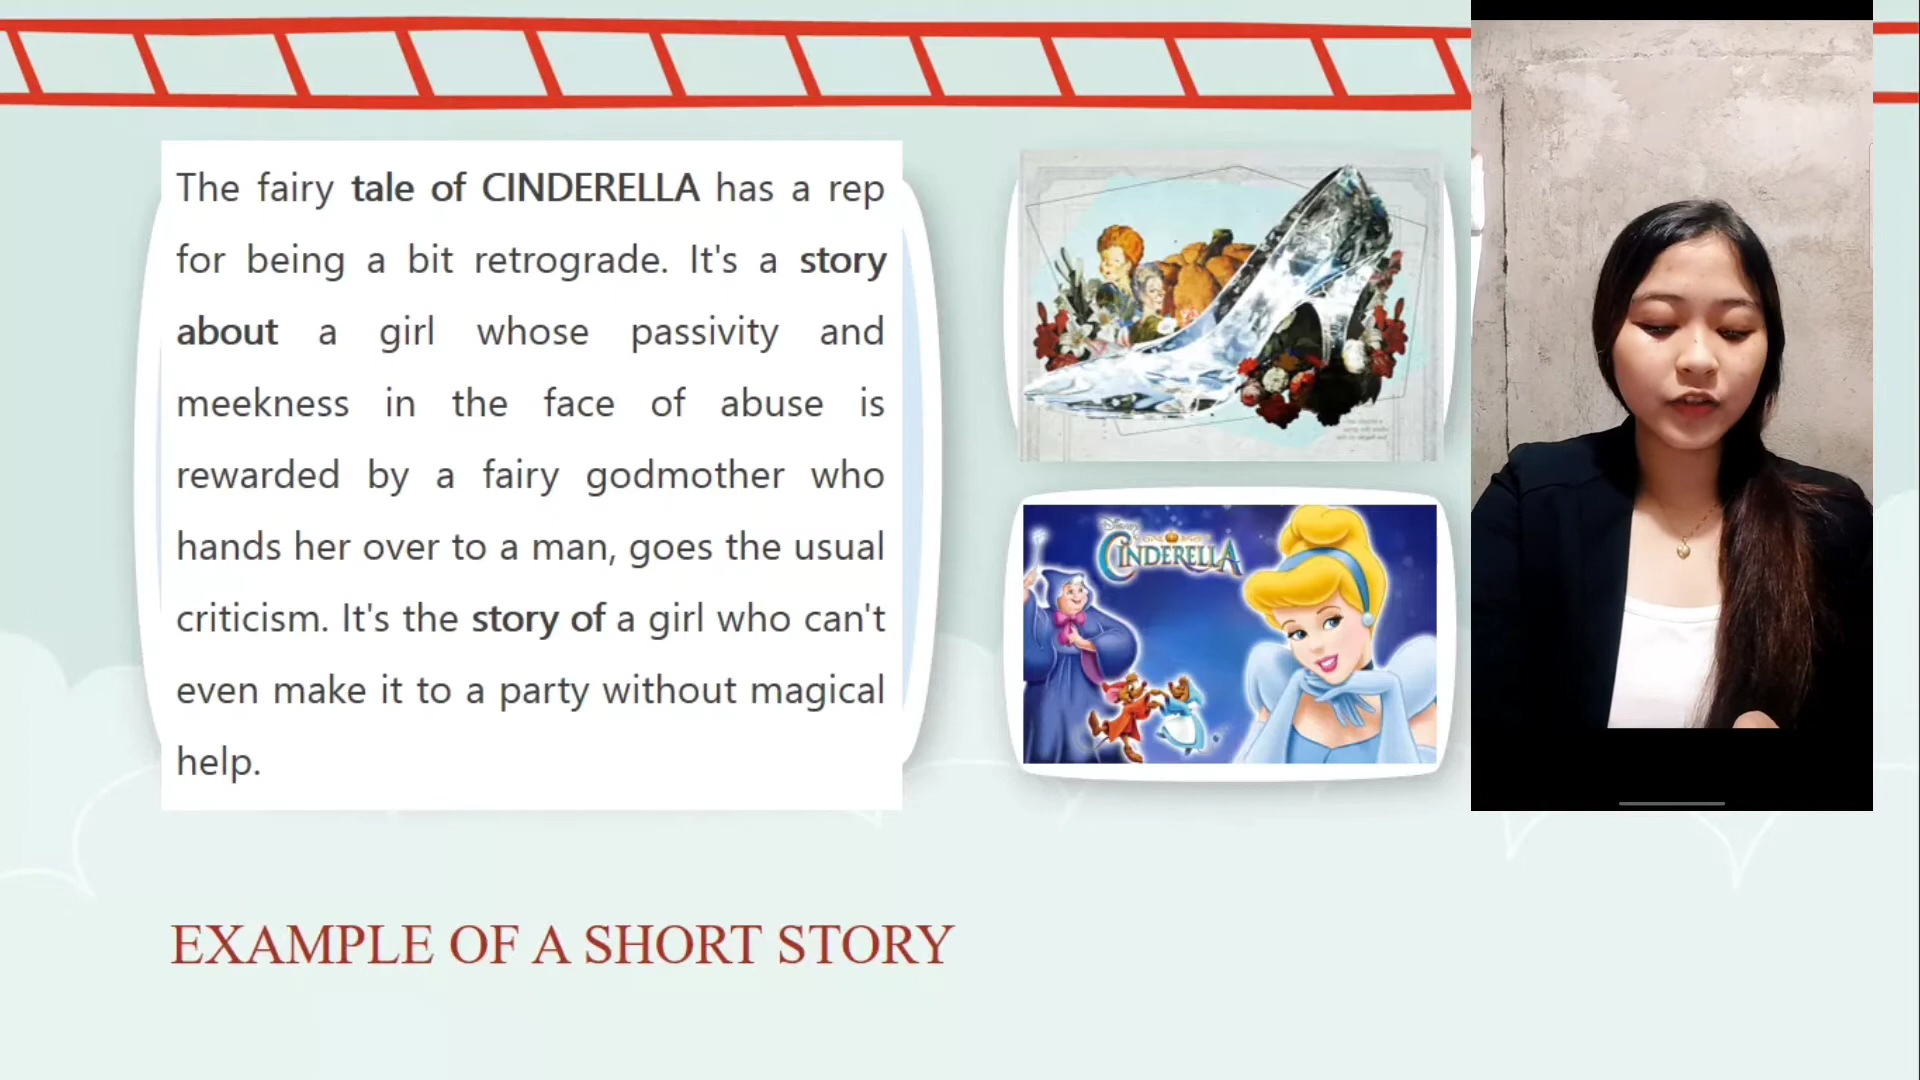 The fairy tale of CINDERELLA has a rep
for being a bit retrograde. It's a story
about a girl whose passivity and
meekness in the face of abuse is
rewarded by a fairy godmother who
hands her over to a man, goes the usual
criticism. It's the story of a girl who can't
even make it to a party without magical
help.
Disney
CINDERELLA
EXAMPLE OF A SHORT STORY